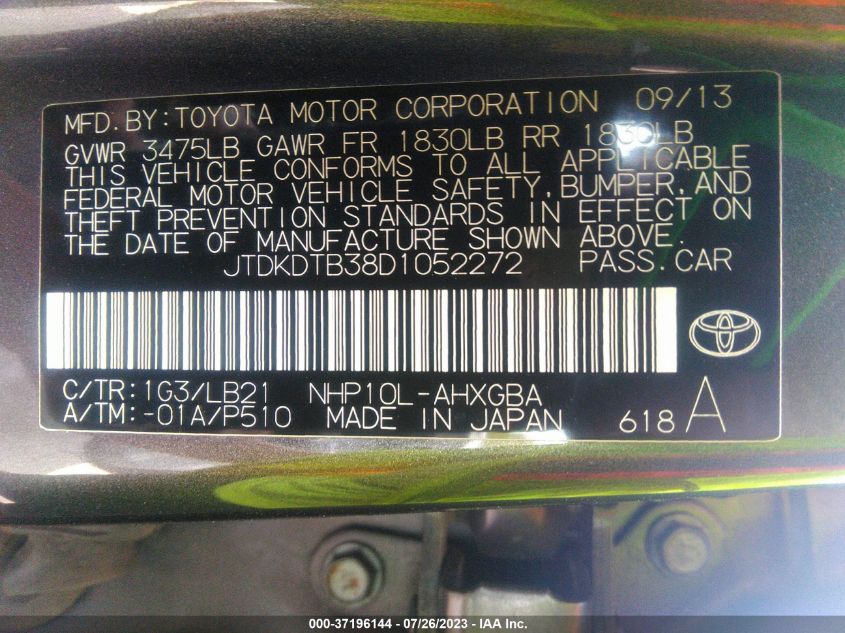 MFD.BY:TOYOTA MOTOR CORPORATION 09/13
GVWR 3475LB GAWR FR 1830LB RR 1830LB
THIS VEHICLE CONFORMS TO ALL APPLICABLE
FEDERAL MOTOR VEHICLE SAFETY,BUMPER,AND
THEFT PREVENTION STANDARDS IN EFFECT ON
THE DATE OF MANUFACTURE SHOWN ABOVE.
JTDKDTB38D1052272 PASS.CAR
C/TR:1G3/LB21 NHP10L-AHXGBA
A/TM:-01A/P510 MADE IN JAPAN 618 A
000-37196144 - 07/26/2023 - IAA Inc.